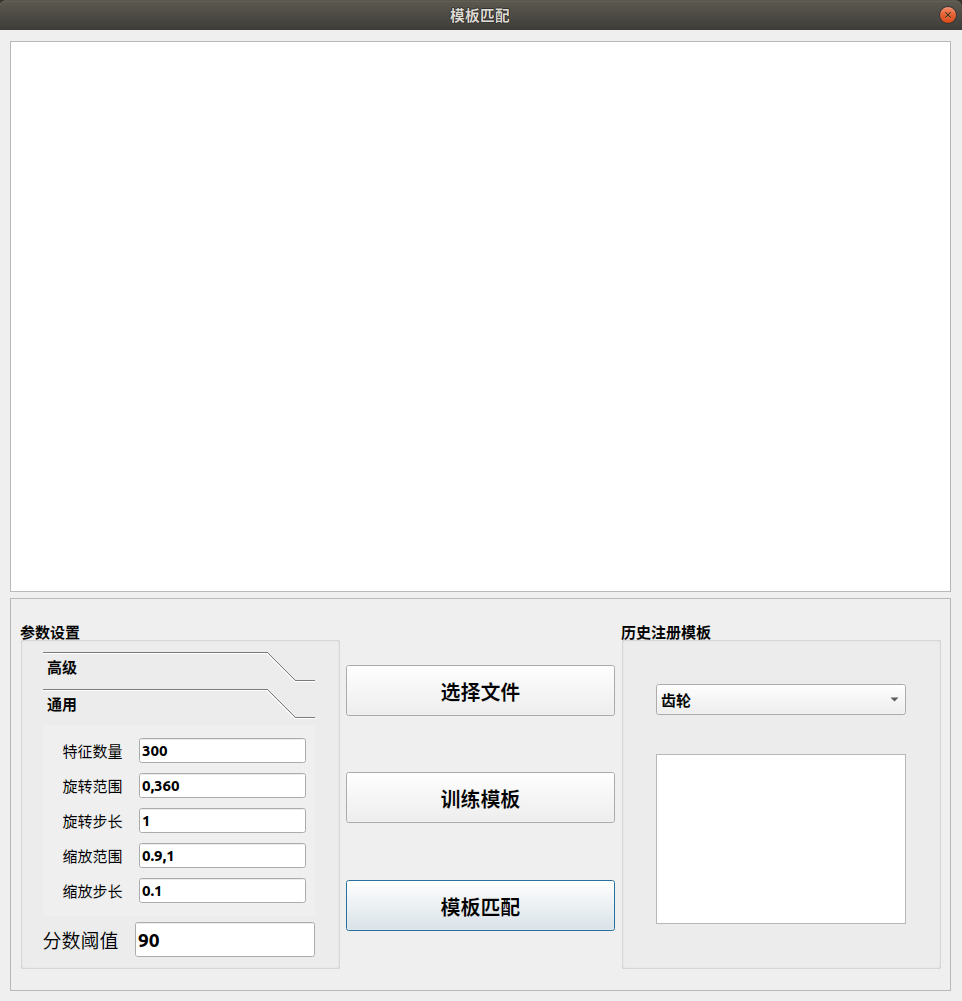 模板匹配
参数设置
高级
通用
特征数量 300
旋转范围 0,360
旋转步长 1
缩放范围 0.9,1
缩放步长 0.1
分数阈值 90
选择文件
训练模板
模板匹配
历史注册模板
齿轮